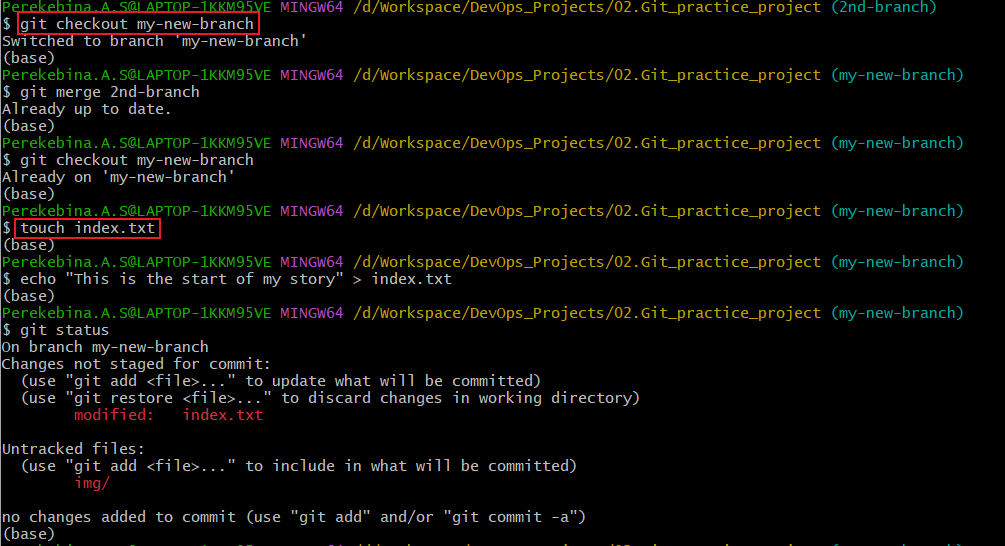 Perekebina.A.S@LAPTOP-1KKM95VE MINGW64 /d/Workspace/DevOps_Projects/02.Git_practice_project (2nd-branch)
$ git checkout my-new-branch
Switched to branch 'my-new-branch'
(base)
Perekebina.A.S@LAPTOP-1KKM95VE MINGW64 /d/Workspace/DevOps_Projects/02.Git_practice_project (my-new-branch)
$ git merge 2nd-branch
Already up to date.
(base)
Perekebina.A.S@LAPTOP-1KKM95VE MINGW64 /d/Workspace/DevOps_Projects/02.Git_practice_project (my-new-branch)
$ git checkout my-new-branch
Already on 'my-new-branch'
(base)
Perekebina.A.S@LAPTOP-1KKM95VE MINGW64 /d/Workspace/DevOps_Projects/02.Git_practice_project (my-new-branch)
$ touch index.txt
(base)
Perekebina.A.S@LAPTOP-1KKM95VE MINGW64 /d/Workspace/DevOps_Projects/02.Git_practice_project (my-new-branch)
$ echo "This is the start of my story" > index.txt
(base)
Perekebina.A.S@LAPTOP-1KKM95VE MINGW64 /d/Workspace/DevOps_Projects/02.Git_practice_project (my-new-branch)
$ git status
On branch my-new-branch
Changes not staged for commit:
  (use "git add <file>..." to update what will be committed)
  (use "git restore <file>..." to discard changes in working directory)
        modified:   index.txt

Untracked files:
  (use "git add <file>..." to include in what will be committed)
        img/

no changes added to commit (use "git add" and/or "git commit -a")
(base)